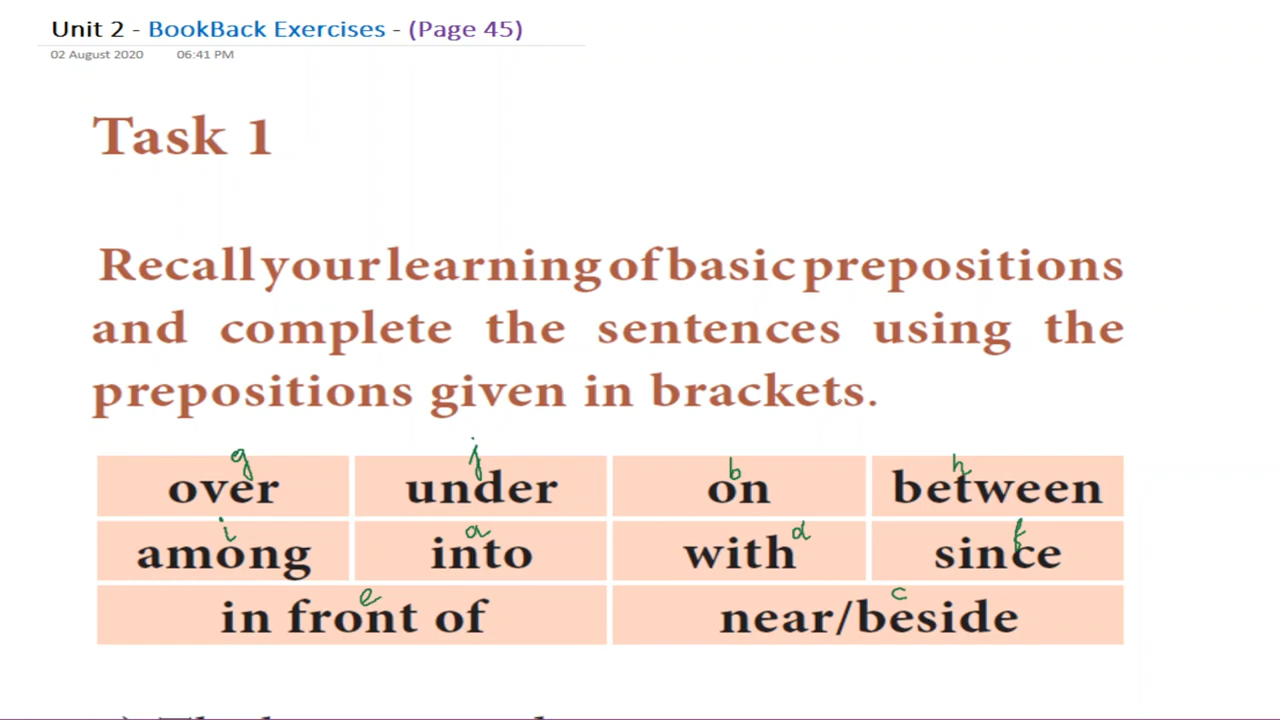 Unit 2 - BookBack Exercises - (Page 45)
02 August 2020 06:41 PM
Task 1
Recall your learning of basic prepositions
and complete the sentences using the
prepositions given in brackets.
g j b h
over under on between
i a d f
among into with since
e c
in front of near/beside